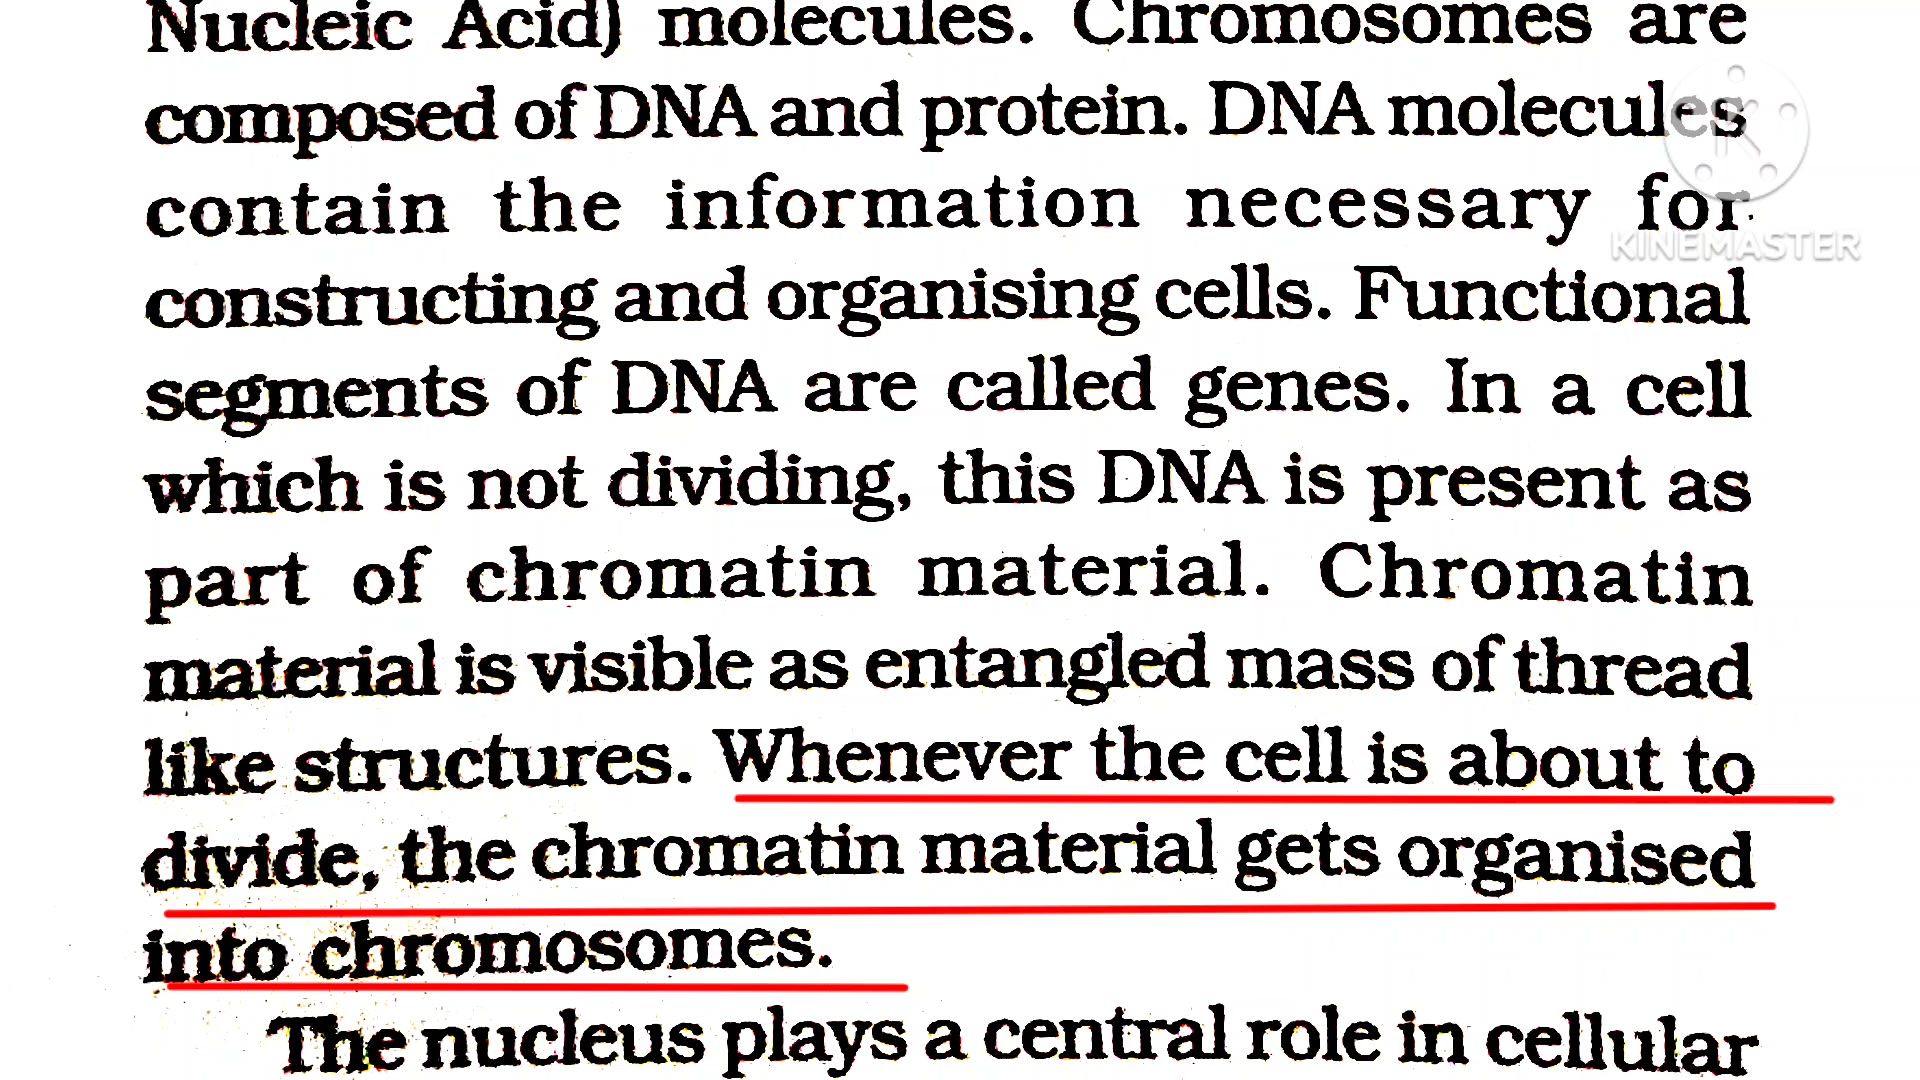 Nucleic Acid) molecules. Chromosomes are
composed of DNA and protein. DNA molecules
contain the information necessary for
KINEMASTER
constructing and organising cells. Functional
segments of DNA are called genes. In a cell
which is not dividing, this DNA is present as
part of chromatin material. Chromatin
material is visible as entangled mass of thread
like structures. Whenever the cell is about to
divide, the chromatin material gets organised
into chromosomes.
The nucleus plays a central role in cellular